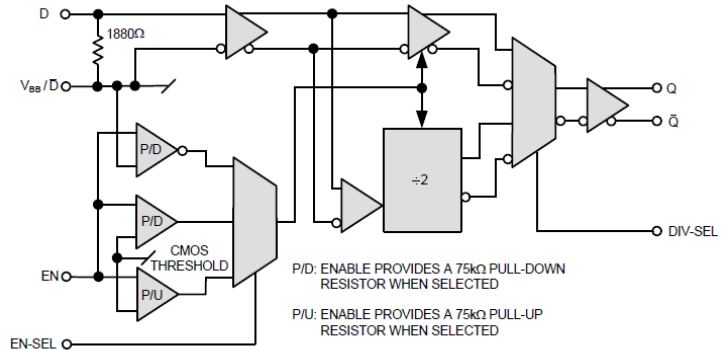 D
1880Ω
V_BB / D̅
P/D
P/D
P/U
CMOS
THRESHOLD
EN
EN-SEL
÷2
Q
Q̅
DIV-SEL
P/D: ENABLE PROVIDES A 75kΩ PULL-DOWN
RESISTOR WHEN SELECTED
P/U: ENABLE PROVIDES A 75kΩ PULL-UP
RESISTOR WHEN SELECTED